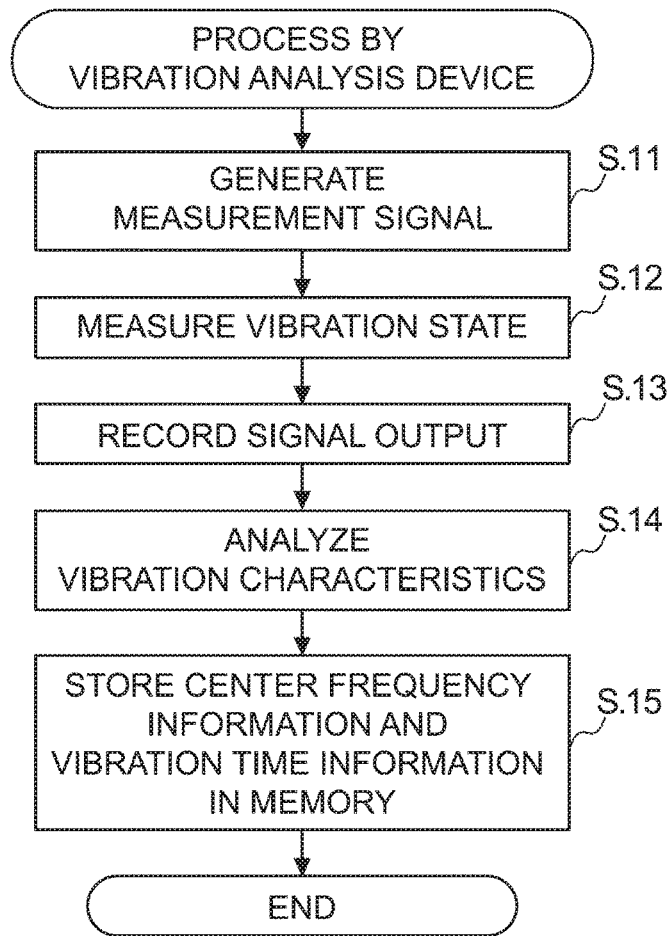 PROCESS BY
VIBRATION ANALYSIS DEVICE
S.11
GENERATE
MEASUREMENT SIGNAL
S.12
MEASURE VIBRATION STATE
S.13
RECORD SIGNAL OUTPUT
S.14
ANALYZE
VIBRATION CHARACTERISTICS
S.15
STORE CENTER FREQUENCY
INFORMATION AND
VIBRATION TIME INFORMATION
IN MEMORY
END